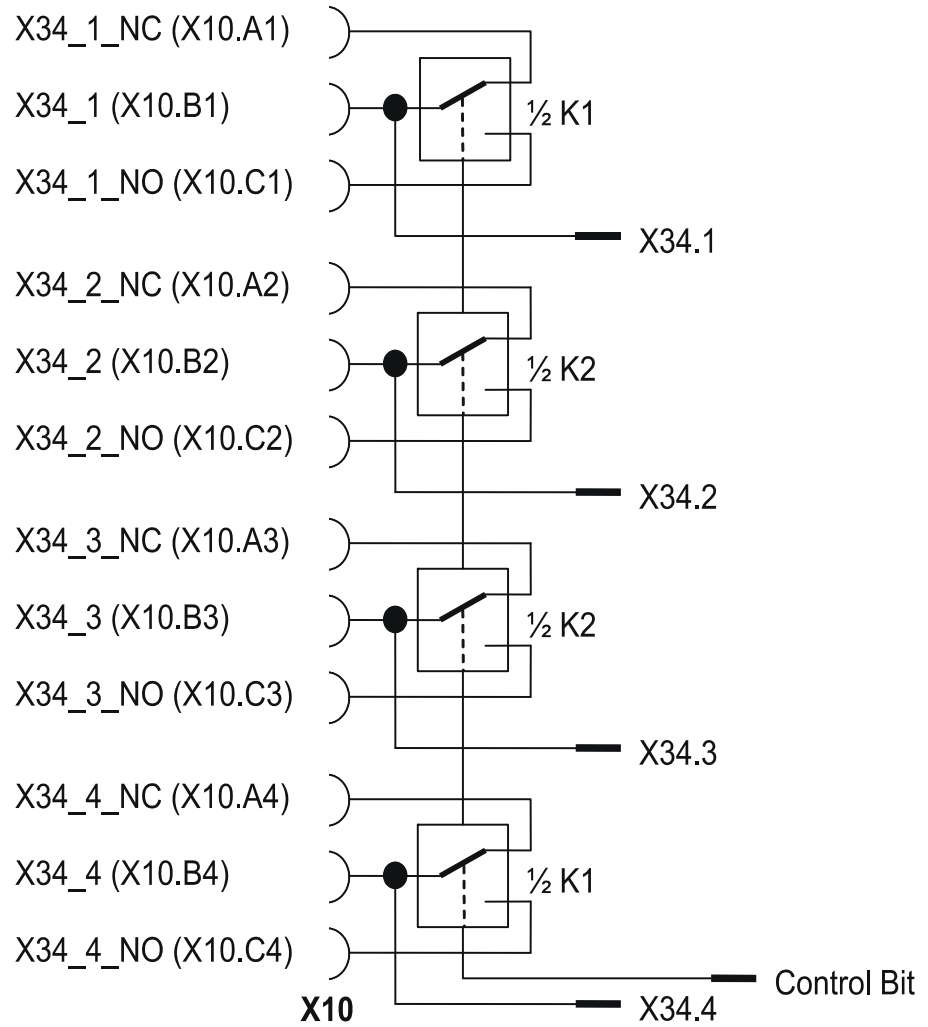 X34_1_NC (X10.A1)
X34_1 (X10.B1)
½ K1
X34_1_NO (X10.C1)
X34.1
X34_2_NC (X10.A2)
X34_2 (X10.B2)
½ K2
X34_2_NO (X10.C2)
X34.2
X34_3_NC (X10.A3)
X34_3 (X10.B3)
½ K2
X34_3_NO (X10.C3)
X34.3
X34_4_NC (X10.A4)
X34_4 (X10.B4)
½ K1
X34_4_NO (X10.C4)
Control Bit
X10
X34.4